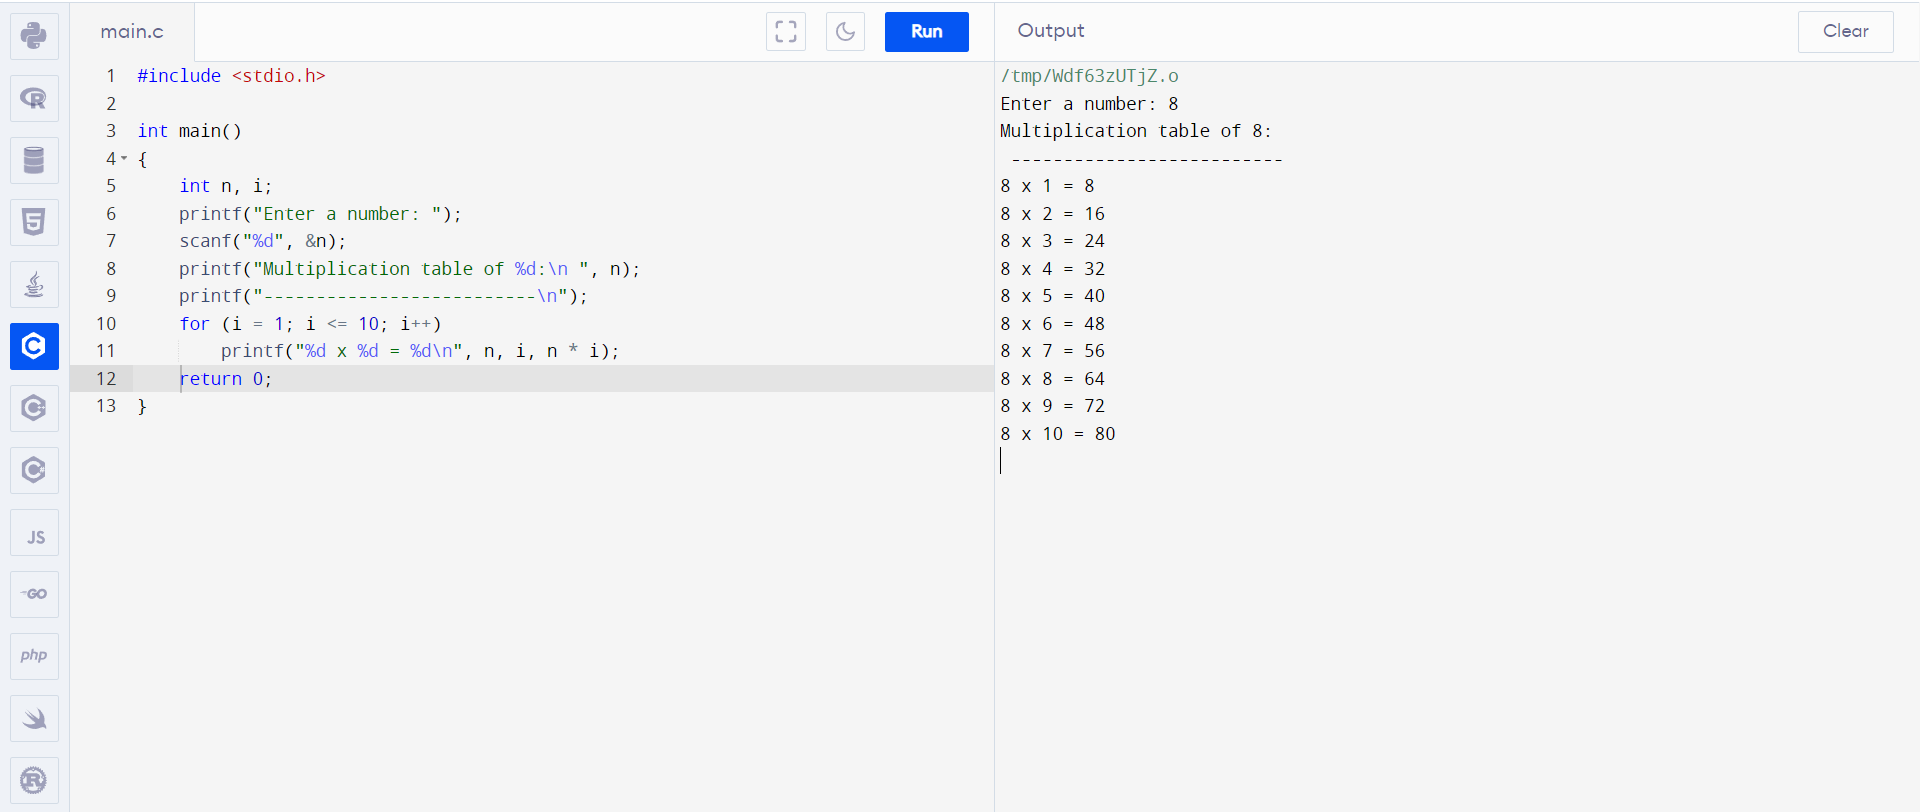 main.c
Run
Output
Clear
1 #include <stdio.h>
2
3 int main()
4 {
5     int n, i;
6     printf("Enter a number: ");
7     scanf("%d", &n);
8     printf("Multiplication table of %d:\n ", n);
9     printf("--------------------------\n");
10     for (i = 1; i <= 10; i++)
11         printf("%d x %d = %d\n", n, i, n * i);
12     return 0;
13 }
/tmp/Wdf63zUTjZ.o
Enter a number: 8
Multiplication table of 8:
 --------------------------
8 x 1 = 8
8 x 2 = 16
8 x 3 = 24
8 x 4 = 32
8 x 5 = 40
8 x 6 = 48
8 x 7 = 56
8 x 8 = 64
8 x 9 = 72
8 x 10 = 80
R
5
C
C
C
JS
GO
php
R